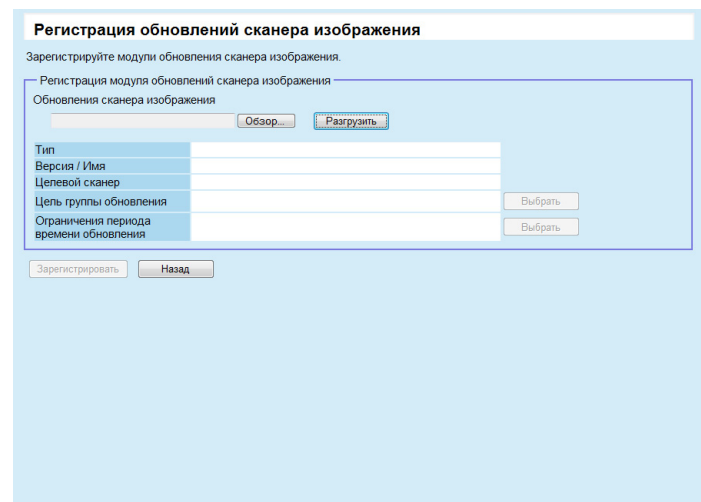 Регистрация обновлений сканера изображения
Зарегистрируйте модули обновления сканера изображения.
Регистрация модуля обновлений сканера изображения
Обновления сканера изображения
Обзор... Разгрузить
Тип
Версия / Имя
Целевой сканер
Цель группы обновления Выбрать
Ограничения периода
времени обновления Выбрать
Зарегистрировать Назад